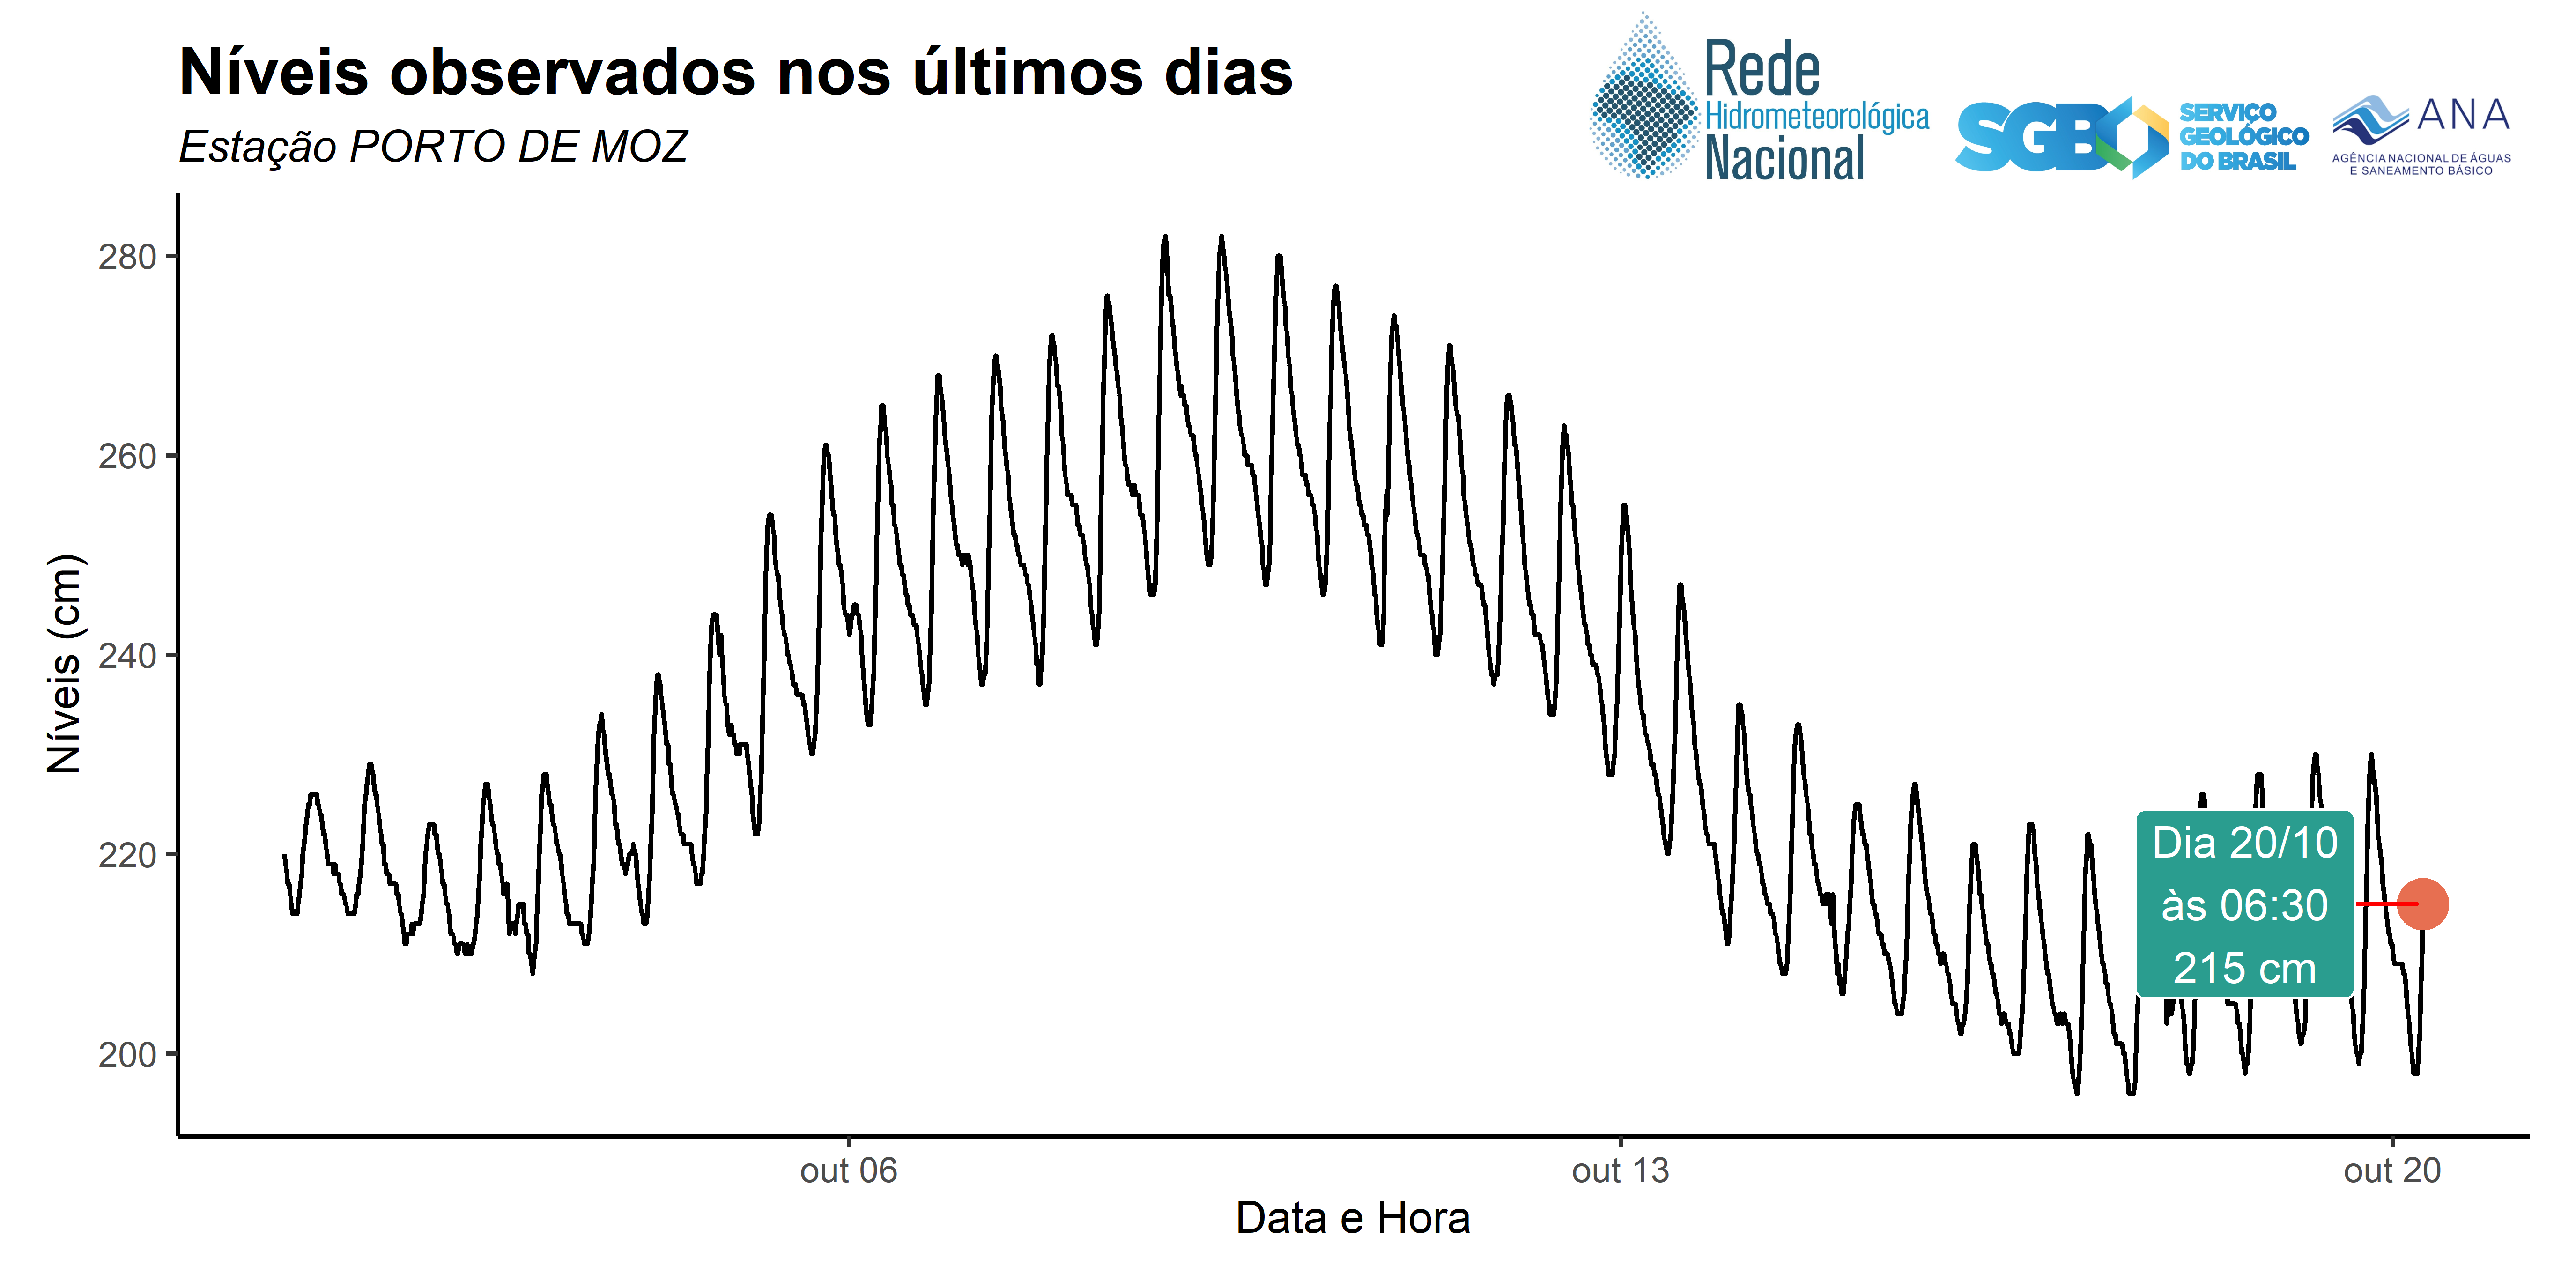 Níveis observados nos últimos dias
Estação PORTO DE MOZ
Rede
Hidrometeorológica
Nacional
SGB
SERVIÇO
GEOLÓGICO
DO BRASIL
ANA
AGÊNCIA NACIONAL DE ÁGUAS
E SANEAMENTO BÁSICO
Níveis (cm)
280
260
240
220
200
Dia 20/10
às 06:30
215 cm
out 06
out 13
out 20
Data e Hora